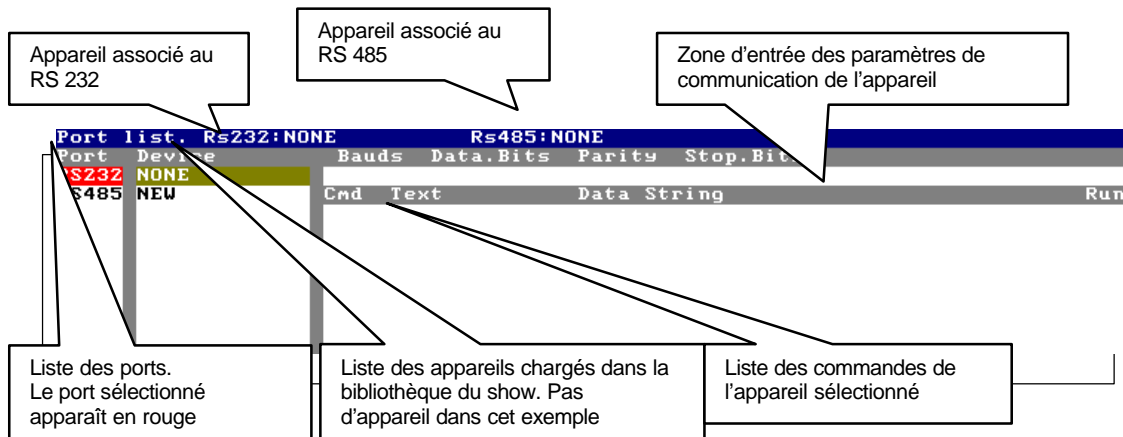 Appareil associé au
RS 232
Appareil associé au
RS 485
Zone d'entrée des paramètres de
communication de l'appareil
Port list. Rs232:NONE Rs485:NONE
Port Device Bauds Data.Bits Parity Stop.Bit
RS232 NONE
RS485 NEW
Cmd Text Data String Run
Liste des ports.
Le port sélectionné
apparaît en rouge
Liste des appareils chargés dans la
bibliothèque du show. Pas
d'appareil dans cet exemple
Liste des commandes de
l'appareil sélectionné